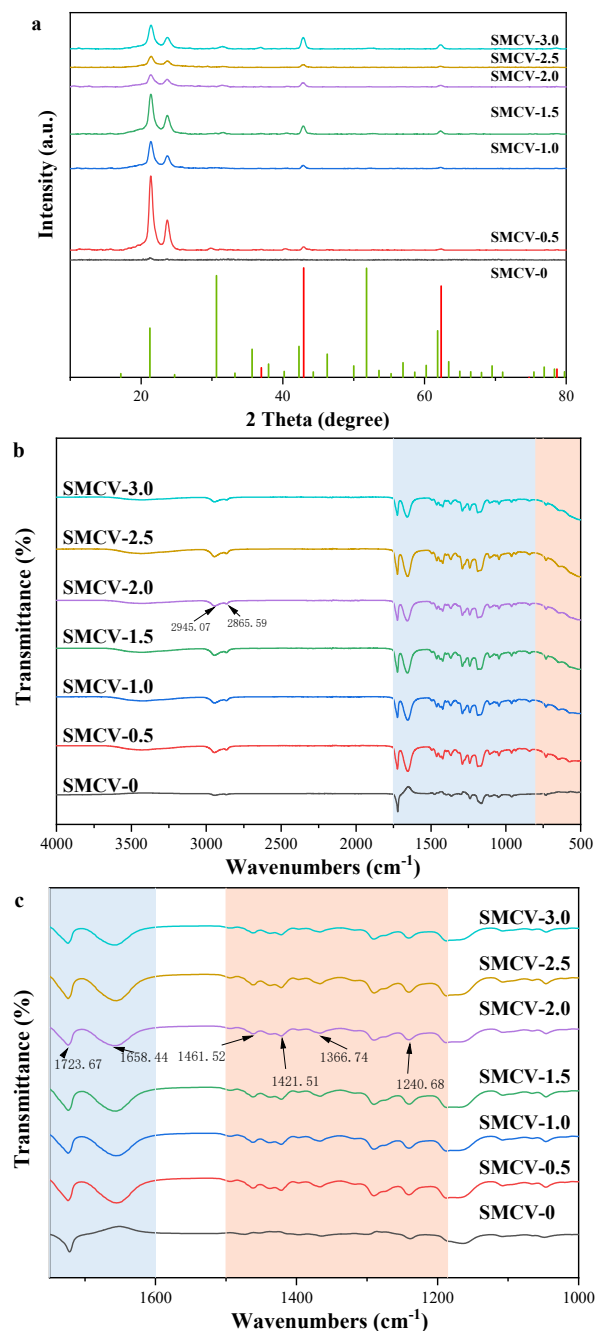 a
SMCV-3.0
SMCV-2.5
SMCV-2.0
SMCV-1.5
SMCV-1.0
SMCV-0.5
SMCV-0
Intensity (a.u.)
20 40 60 80
2 Theta (degree)
b
SMCV-3.0
SMCV-2.5
SMCV-2.0
2945.07 2865.59
SMCV-1.5
SMCV-1.0
SMCV-0.5
SMCV-0
Transmittance (%)
4000 3500 3000 2500 2000 1500 1000 500
Wavenumbers (cm⁻¹)
c
SMCV-3.0
SMCV-2.5
SMCV-2.0
1723.67 1658.44 1461.52 1421.51 1366.74 1240.68
SMCV-1.5
SMCV-1.0
SMCV-0.5
SMCV-0
Transmittance (%)
1600 1400 1200 1000
Wavenumbers (cm⁻¹)